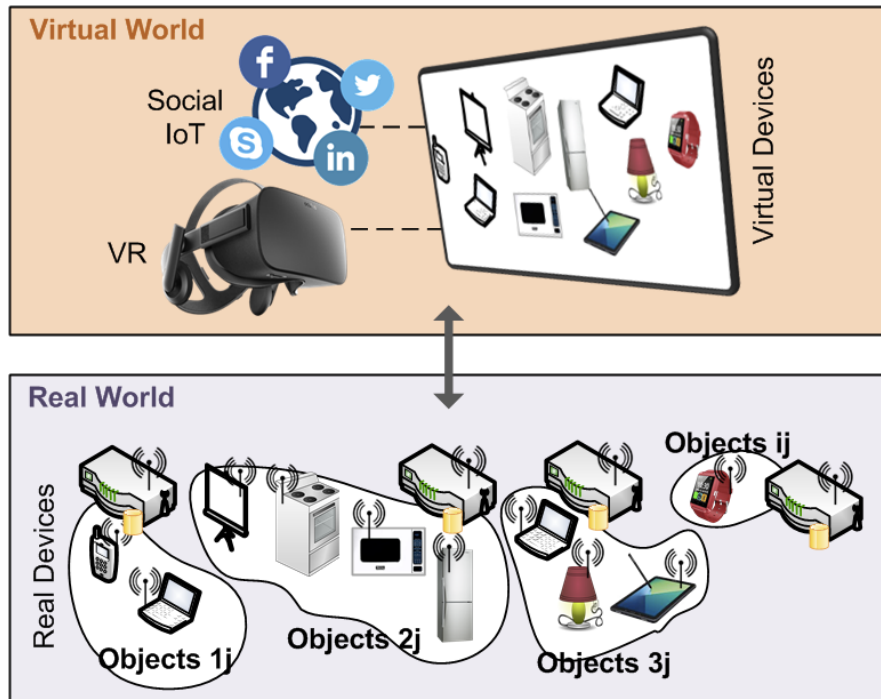 Virtual World
Social
IoT
f
in
S
VR
Virtual Devices
Real World
Real Devices
Objects 1j
Objects 2j
Objects 3j
Objects ij